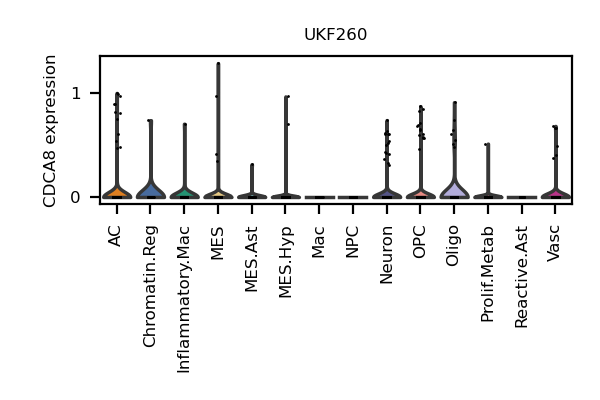 UKF260
CDCA8 expression
1
0
AC
Chromatin.Reg
Inflammatory.Mac
MES
MES.Ast
MES.Hyp
Mac
NPC
Neuron
OPC
Oligo
Prolif.Metab
Reactive.Ast
Vasc